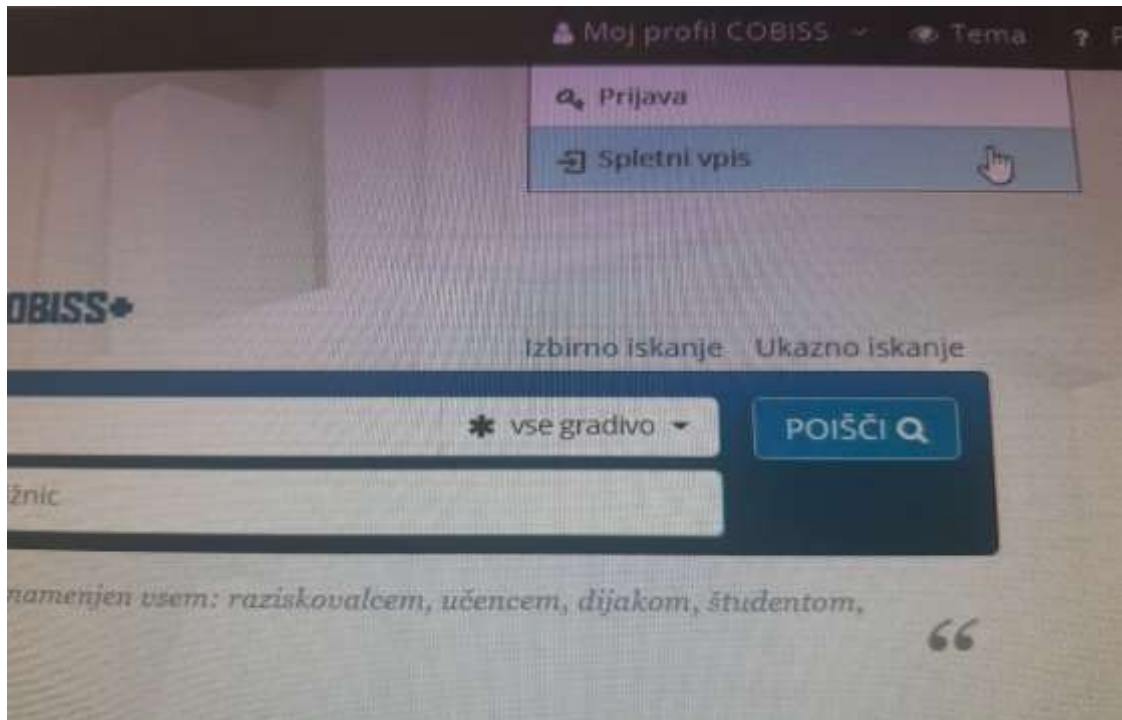 Moj profil COBISS Tema ?
Prijava
Spletni vpis
OBISS+
Izbirno iskanje Ukazno iskanje
vse gradivo POIŠČI
žnic
namenjen vsem: raziskovalcem, učencem, dijakom, študentom,
“